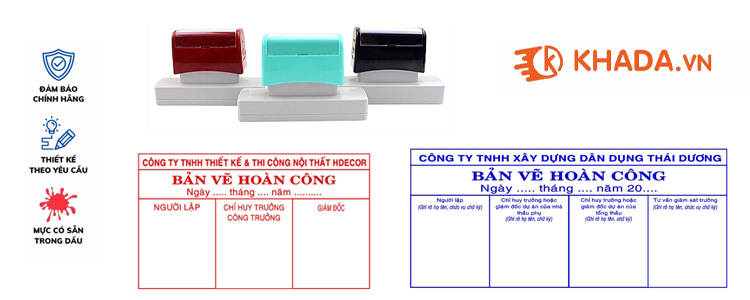 KHADA.VN
ĐẢM BẢO
CHÍNH HÃNG
THIẾT KẾ
THEO YÊU CẦU
MỰC CÓ SẴN
TRONG DẤU
CÔNG TY TNHH THIẾT KẾ & THI CÔNG NỘI THẤT HDECOR
BẢN VẼ HOÀN CÔNG
Ngày ..... tháng .... năm ..........
NGƯỜI LẬP
CHỈ HUY TRƯỞNG
CÔNG TRƯỜNG
GIÁM ĐỐC
CÔNG TY TNHH XÂY DỰNG DÂN DỤNG THÁI DƯƠNG
BẢN VẼ HOÀN CÔNG
Ngày ..... tháng .... năm 20....
Người lập
(Ghi rõ họ tên, chức vụ chữ ký)
Chỉ huy trưởng hoặc
giám đốc dự án của nhà
thầu phụ
(Ghi rõ họ tên, chữ ký)
Chỉ huy trưởng hoặc
giám đốc dự án của
tổng thầu
(Ghi rõ họ tên, chữ ký)
Tư vấn giám sát trưởng
(Ghi rõ họ tên, chức vụ chữ ký)